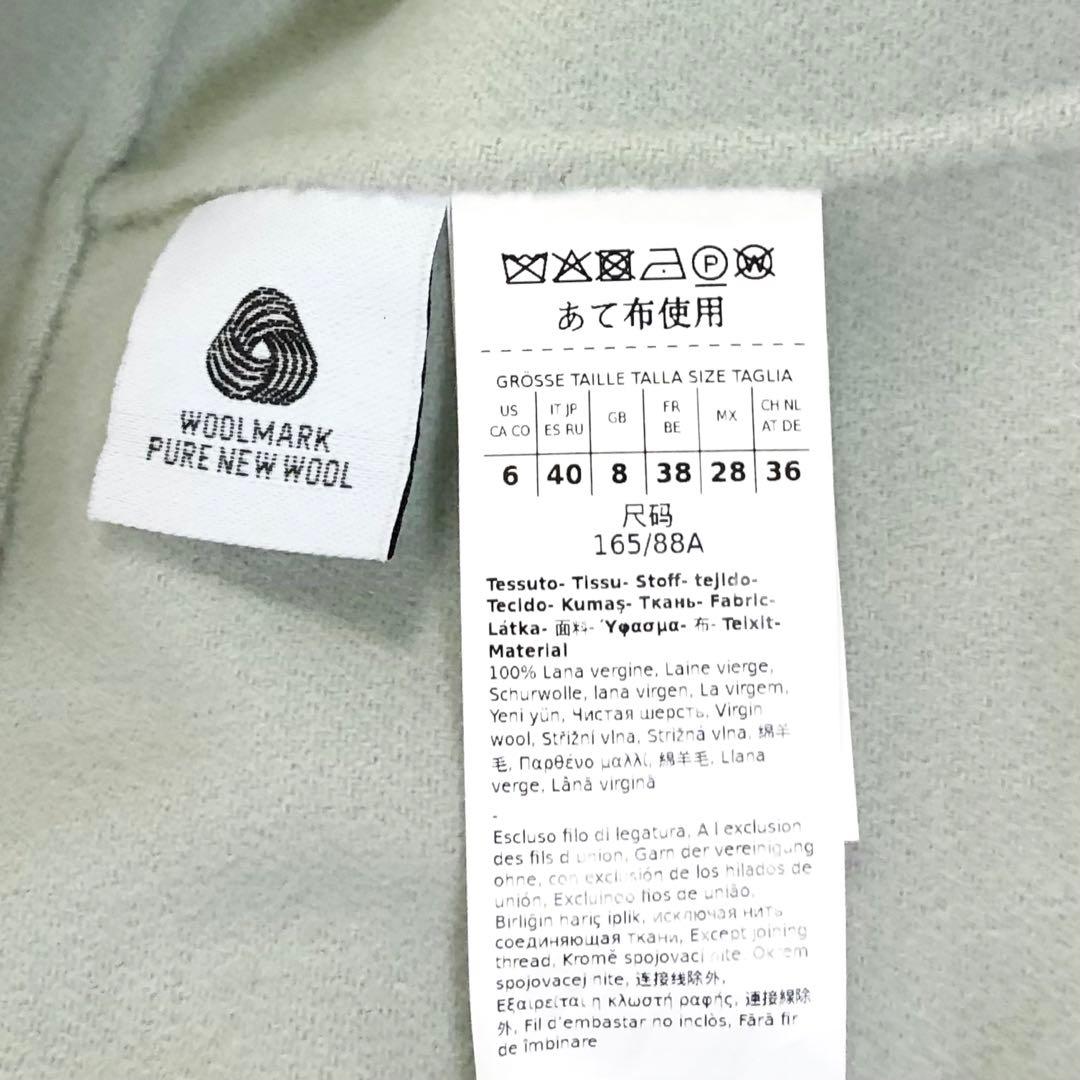 WOOLMARK
PURE NEW WOOL
P W
あて布使用
GRÖSSE TAILLE TALLA SIZE TAGLIA
US CA CO IT JP ES RU GB FR BE MX CH NL AT DE
6 40 8 38 28 36
尺码
165/88A
Tessuto- Tissu- Stoff- tejido-
Tecido- Kumaş- Ткань- Fabric-
Látka- 面料- Ύφασμα- 布- Teixit-
Material
100% Lana vergine, Laine vierge,
Schurwolle, lana virgen, La virgem,
Yeni yün, Чистая шерсть, Virgin
wool, Střižní vlna, Strižná vlna, 绵羊
毛, Παρθένο μαλλί, 綿羊毛, Llana
verge, Lână virgină
-
Escluso filo di legatura, A l exclusion
des fils d union, Garn der vereinigung
ohne, con exclusión de los hilados de
unión, Excluindo fios de união,
Birliğin hariç iplik, исключая нить
соединяющая ткани, Except joining
thread, Kromě spojovací nite, Okrem
spojovacej nite, 连接线除外,
Εξαιρείται η κλωστή ραφής, 連接線除
外, Fil d'embastar no inclòs, Fără fir
de îmbinare